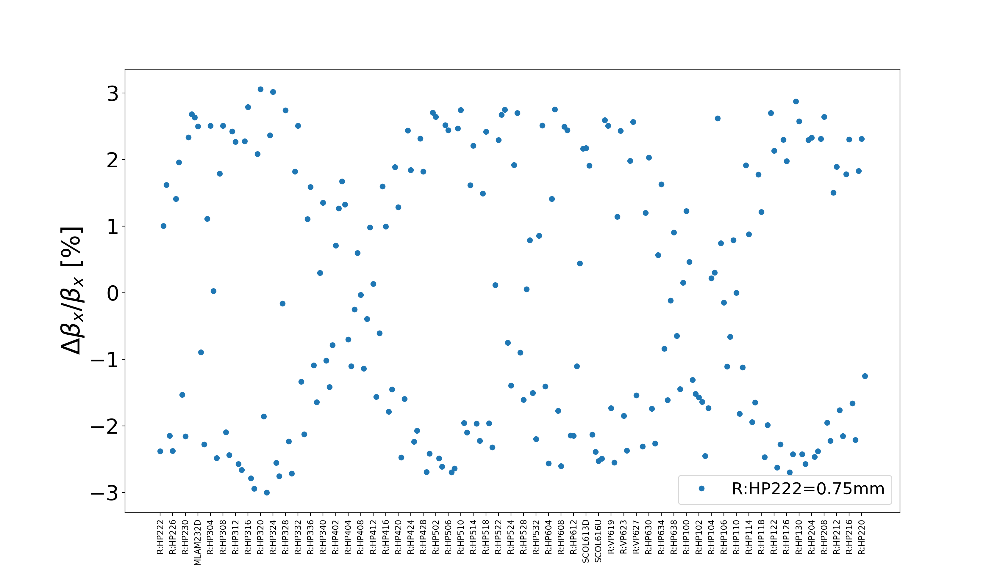 Δβx/βx [%]
3
2
1
0
−1
−2
−3
R:HP222=0.75mm
R:HP222
R:HP226
R:HP230
MLAM232D
R:HP304
R:HP308
R:HP312
R:HP316
R:HP320
R:HP324
R:HP328
R:HP332
R:HP336
R:HP340
R:HP402
R:HP404
R:HP408
R:HP412
R:HP416
R:HP420
R:HP424
R:HP428
R:HP502
R:HP506
R:HP510
R:HP514
R:HP518
R:HP522
R:HP524
R:HP528
R:HP532
R:HP604
R:HP608
R:HP612
SCOL613D
SCOL616U
R:VP619
R:VP623
R:VP627
R:HP630
R:HP634
R:HP638
R:HP100
R:HP102
R:HP104
R:HP106
R:HP110
R:HP114
R:HP118
R:HP122
R:HP126
R:HP130
R:HP204
R:HP208
R:HP212
R:HP216
R:HP220